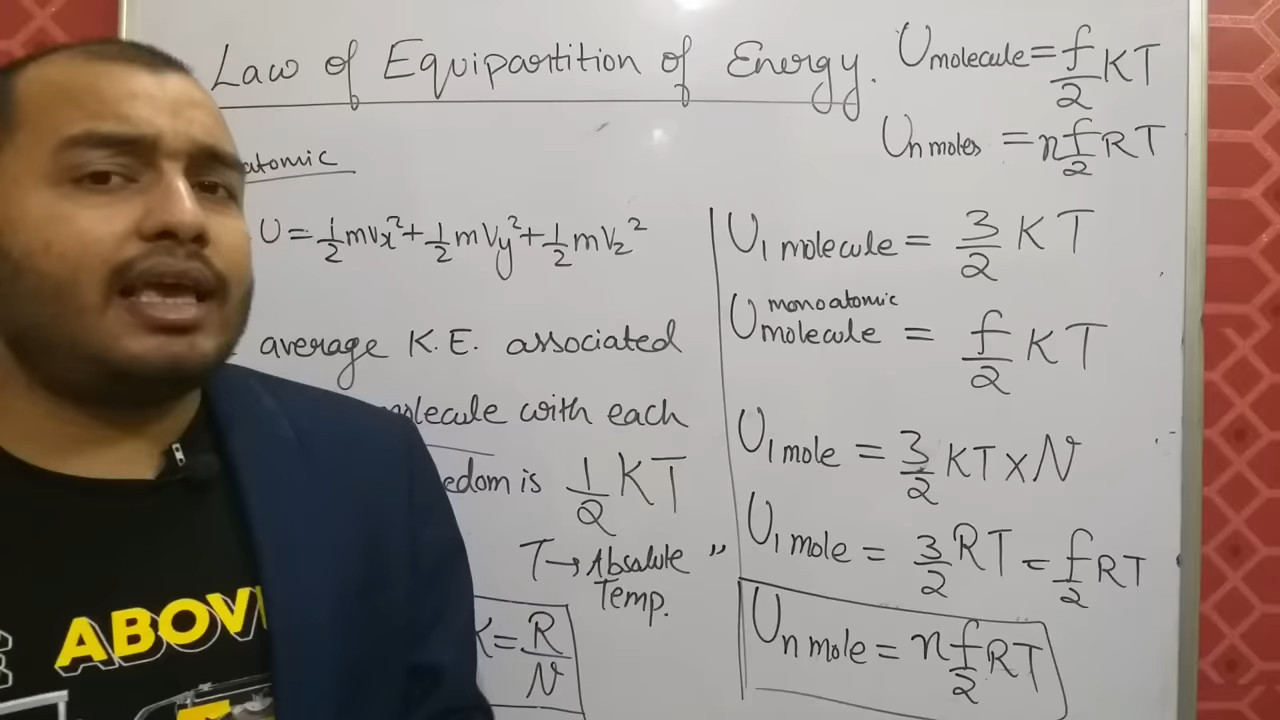 Law of Equipartition of Energy.
U molecule = f/2 KT
U n moles = n f/2 RT
atomic
U = 1/2 mvx² + 1/2 mVy² + 1/2 mVz²
average K.E. associated
molecule with each
edom is 1/2 KT
T → Absolute Temp.
K = R/N
U 1 molecule = 3/2 KT
U monoatomic molecule = f/2 KT
U 1 mole = 3/2 KT x N
U 1 mole = 3/2 RT = f/2 RT
U n mole = n f/2 RT
E ABOV